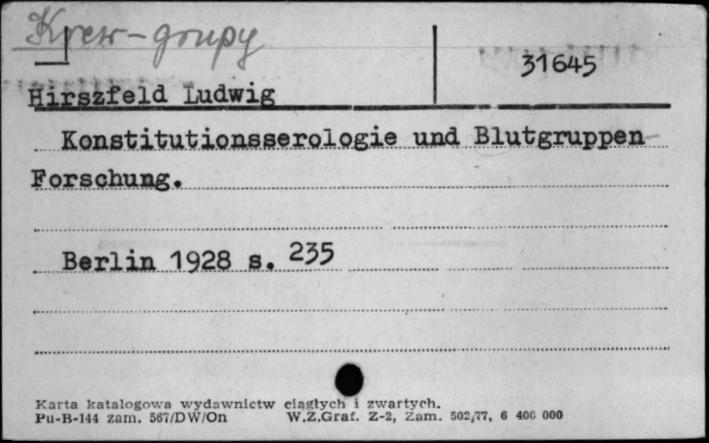 Krew-grupy
31645
Hirszfeld Ludwig
Konstitutionsserologie und Blutgruppen-
Forschung.
Berlin 1928 s. 235
Karta katalogowa wydawnictw ciągłych i zwartych.
Pu-B-144 zam. 567/DW/On W.Z.Graf. Z-2, Zam. 502/77, 6 400 000